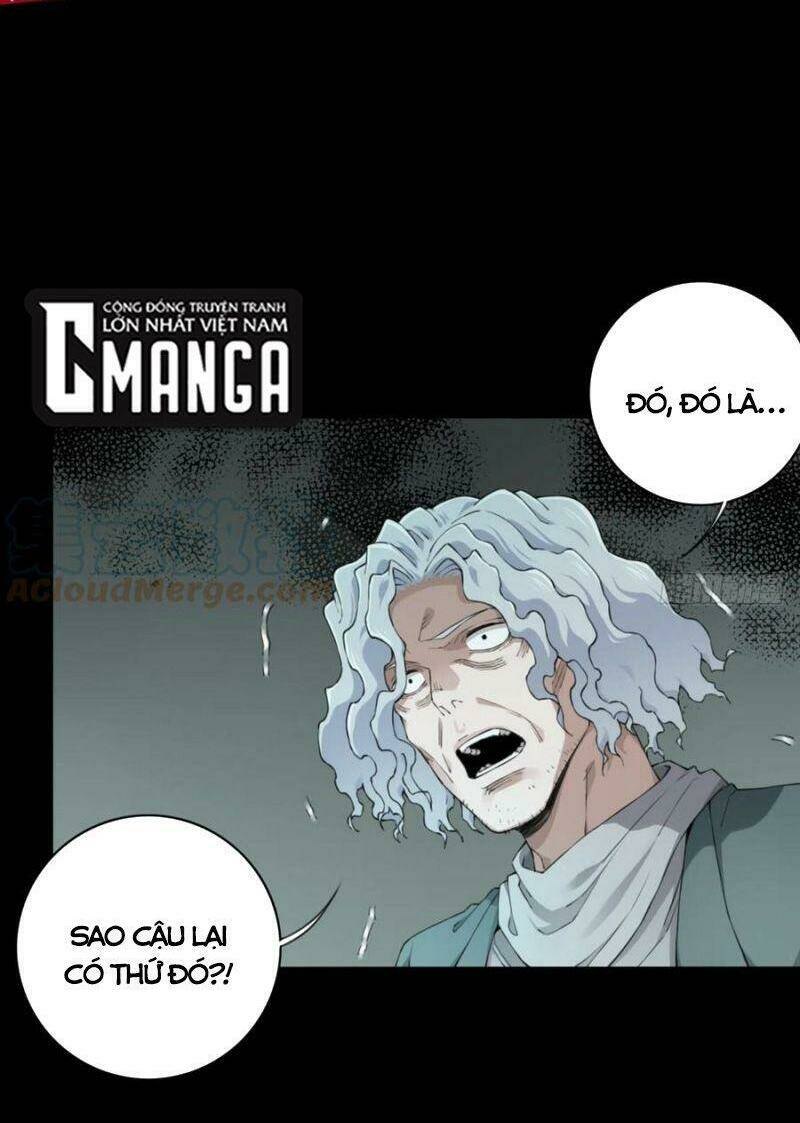 CỘNG ĐỒNG TRUYỆN TRANH
LỚN NHẤT VIỆT NAM
CMANGA
ĐÓ, ĐÓ LÀ...
AcloudMerge.com
SAO CẬU LẠI
CÓ THỨ ĐÓ?!